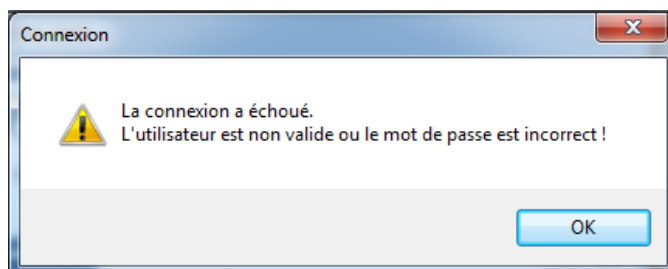 Connexion
La connexion a échoué.
L'utilisateur est non valide ou le mot de passe est incorrect !
OK